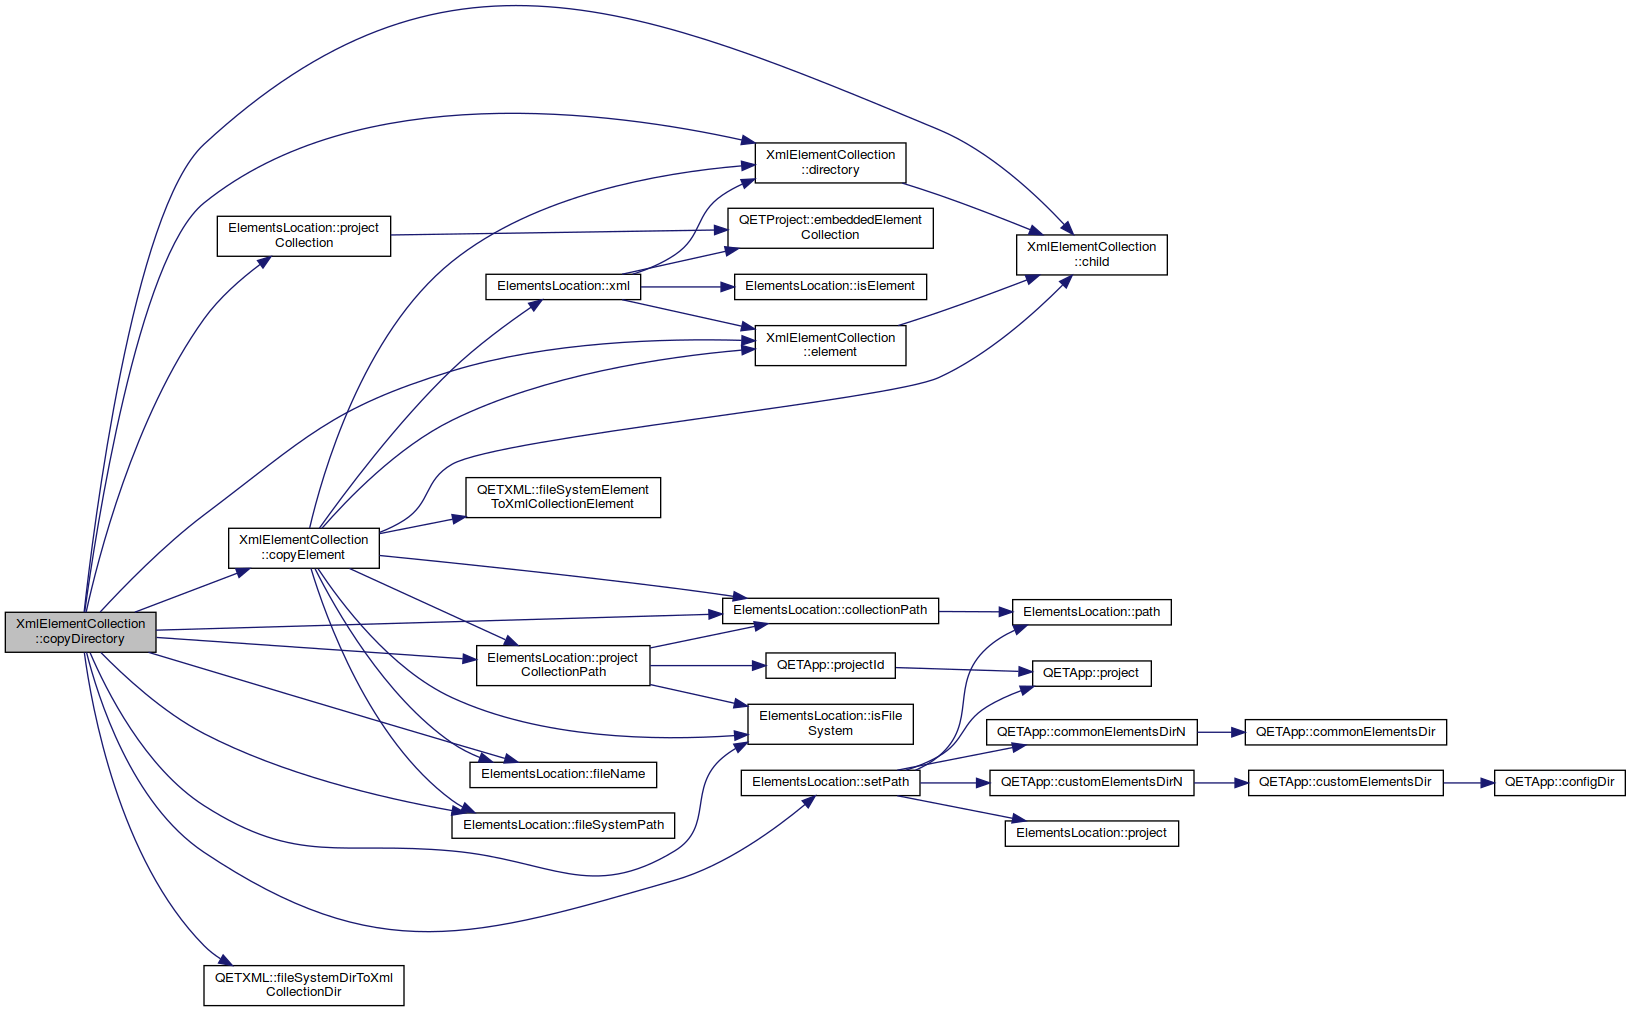 XmlElementCollection
::directory
QETProject::embeddedElement
Collection
ElementsLocation::project
Collection
XmlElementCollection
::child
ElementsLocation::xml
ElementsLocation::isElement
XmlElementCollection
::element
QETXML::fileSystemElement
ToXmlCollectionElement
XmlElementCollection
::copyElement
ElementsLocation::collectionPath
ElementsLocation::path
XmlElementCollection
::copyDirectory
ElementsLocation::project
CollectionPath
QETApp::projectId
QETApp::project
ElementsLocation::isFile
System
QETApp::commonElementsDirN
QETApp::commonElementsDir
ElementsLocation::fileName
ElementsLocation::setPath
QETApp::customElementsDirN
QETApp::customElementsDir
QETApp::configDir
ElementsLocation::fileSystemPath
ElementsLocation::project
QETXML::fileSystemDirToXml
CollectionDir